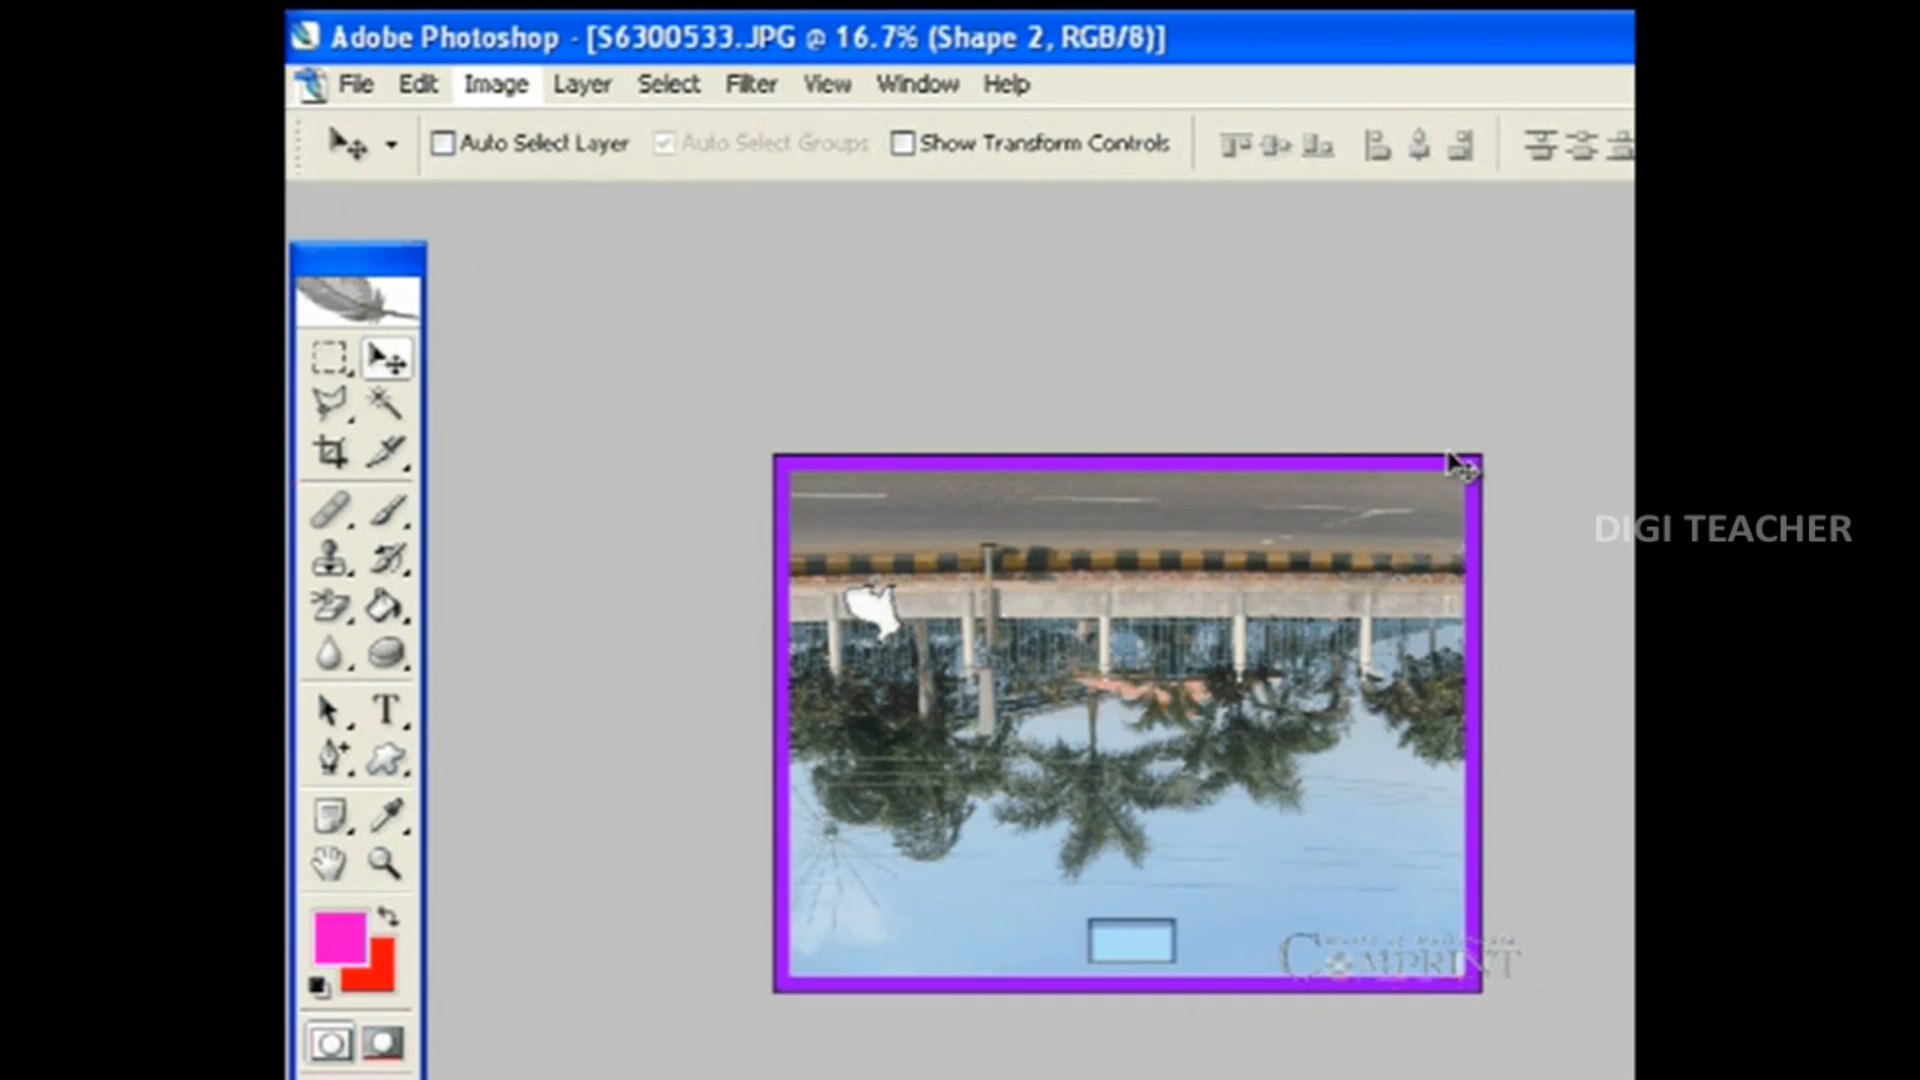 Adobe Photoshop - [S6300533.JPG @ 16.7% (Shape 2, RGB/8)]
File Edit Image Layer Select Filter View Window Help
Auto Select Layer Auto Select Groups Show Transform Controls
DIGI TEACHER
T
COMPRINT